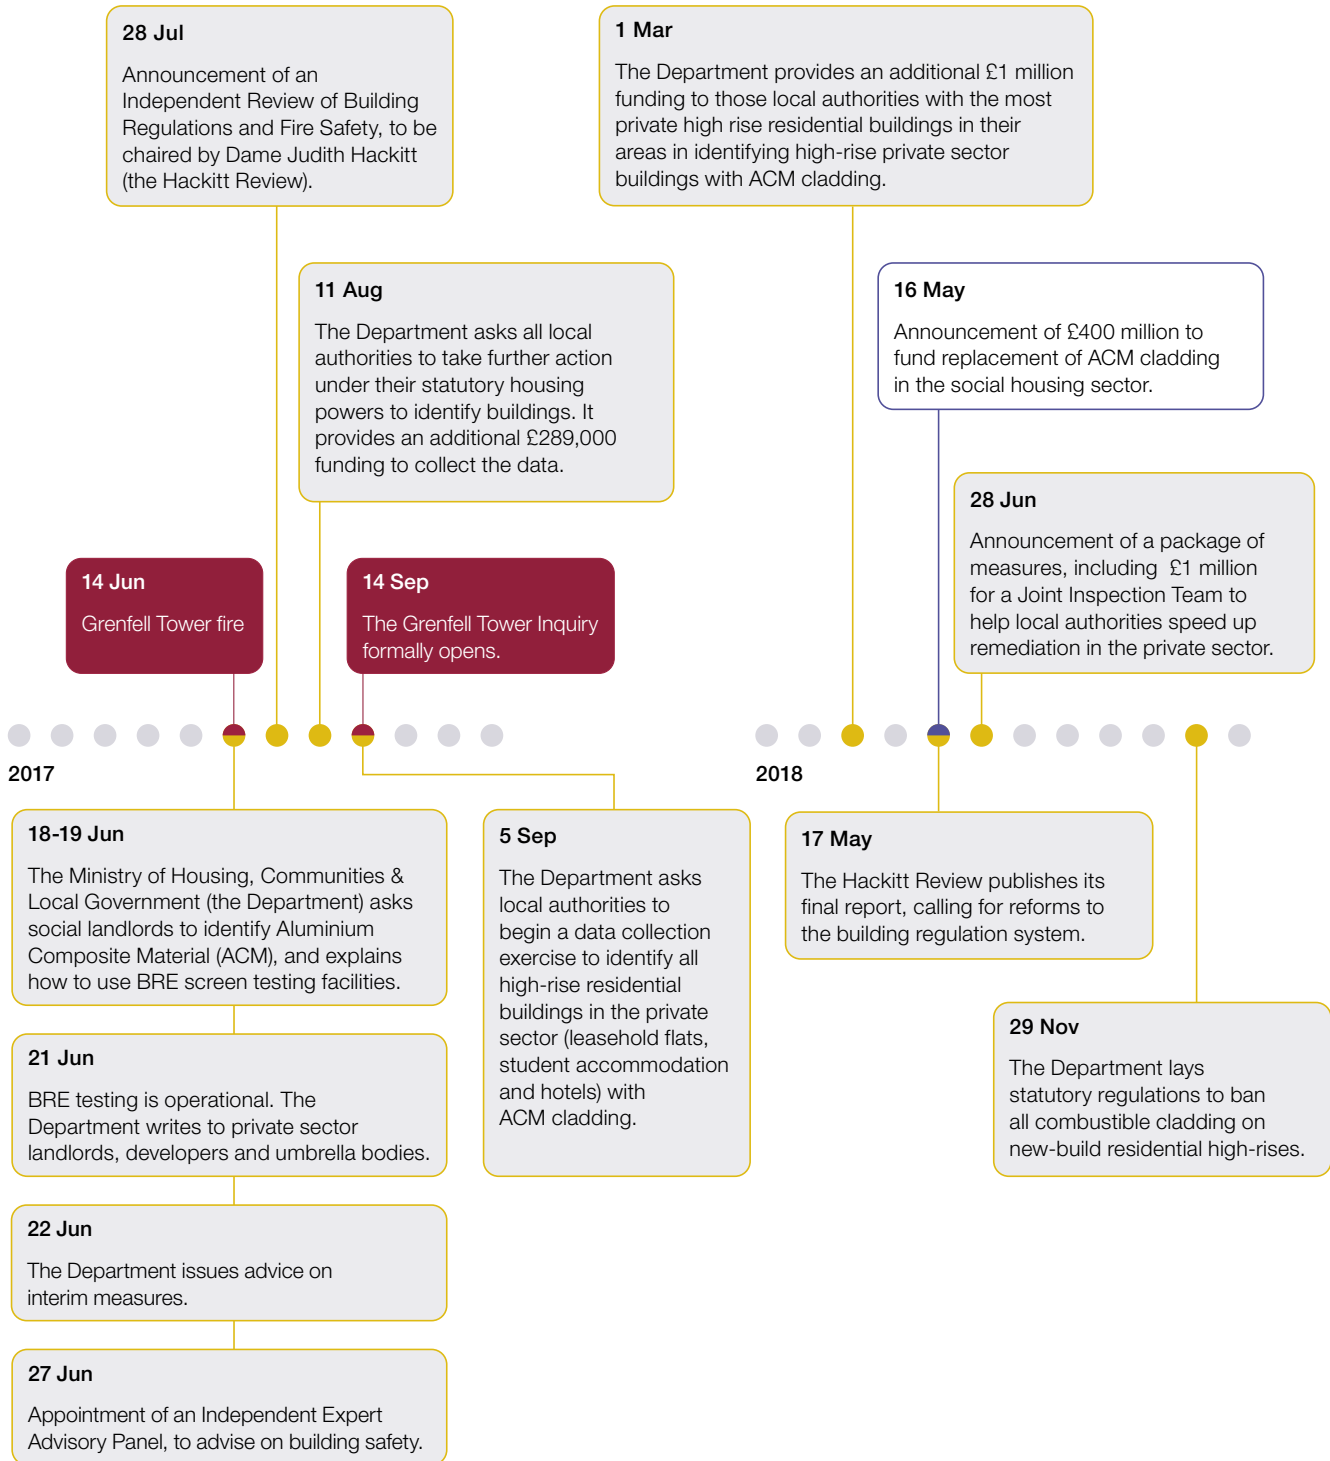 28 Jul
Announcement of an
Independent Review of Building
Regulations and Fire Safety, to be
chaired by Dame Judith Hackitt
(the Hackitt Review).
1 Mar
The Department provides an additional £1 million
funding to those local authorities with the most
private high rise residential buildings in their
areas in identifying high-rise private sector
buildings with ACM cladding.
11 Aug
The Department asks all local
authorities to take further action
under their statutory housing
powers to identify buildings. It
provides an additional £289,000
funding to collect the data.
16 May
Announcement of £400 million to
fund replacement of ACM cladding
in the social housing sector.
28 Jun
Announcement of a package of
measures, including £1 million
for a Joint Inspection Team to
help local authorities speed up
remediation in the private sector.
14 Jun
Grenfell Tower fire
14 Sep
The Grenfell Tower Inquiry
formally opens.
2017
2018
18-19 Jun
The Ministry of Housing, Communities &
Local Government (the Department) asks
social landlords to identify Aluminium
Composite Material (ACM), and explains
how to use BRE screen testing facilities.
21 Jun
BRE testing is operational. The
Department writes to private sector
landlords, developers and umbrella bodies.
22 Jun
The Department issues advice on
interim measures.
27 Jun
Appointment of an Independent Expert
Advisory Panel, to advise on building safety.
5 Sep
The Department asks
local authorities to
begin a data collection
exercise to identify all
high-rise residential
buildings in the private
sector (leasehold flats,
student accommodation
and hotels) with
ACM cladding.
17 May
The Hackitt Review publishes its
final report, calling for reforms to
the building regulation system.
29 Nov
The Department lays
statutory regulations to ban
all combustible cladding on
new-build residential high-rises.